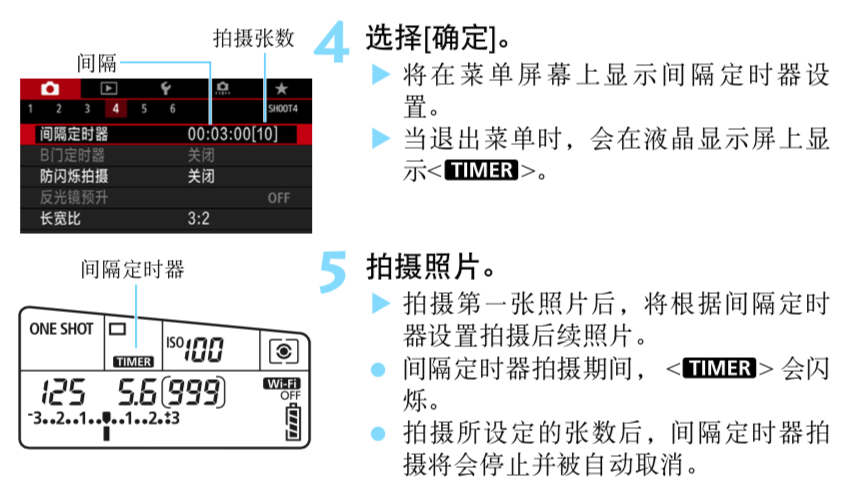 拍摄张数
间隔
1 2 3 4 5 6 SHOOT4
间隔定时器 00:03:00[10]
B门定时器 关闭
防闪烁拍摄 关闭
反光镜预升 OFF
长宽比 3:2
4 选择[确定]。
将在菜单屏幕上显示间隔定时器设
置。
当退出菜单时，会在液晶显示屏上显
示<TIMER>。
间隔定时器
ONE SHOT
TIMER
ISO 100
125 5.6 (999) Wi-Fi
OFF
-3..2..1..▮..1..2.:+3
5 拍摄照片。
拍摄第一张照片后，将根据间隔定时
器设置拍摄后续照片。
间隔定时器拍摄期间，<TIMER>会闪
烁。
拍摄所设定的张数后，间隔定时器拍
摄将会停止并被自动取消。